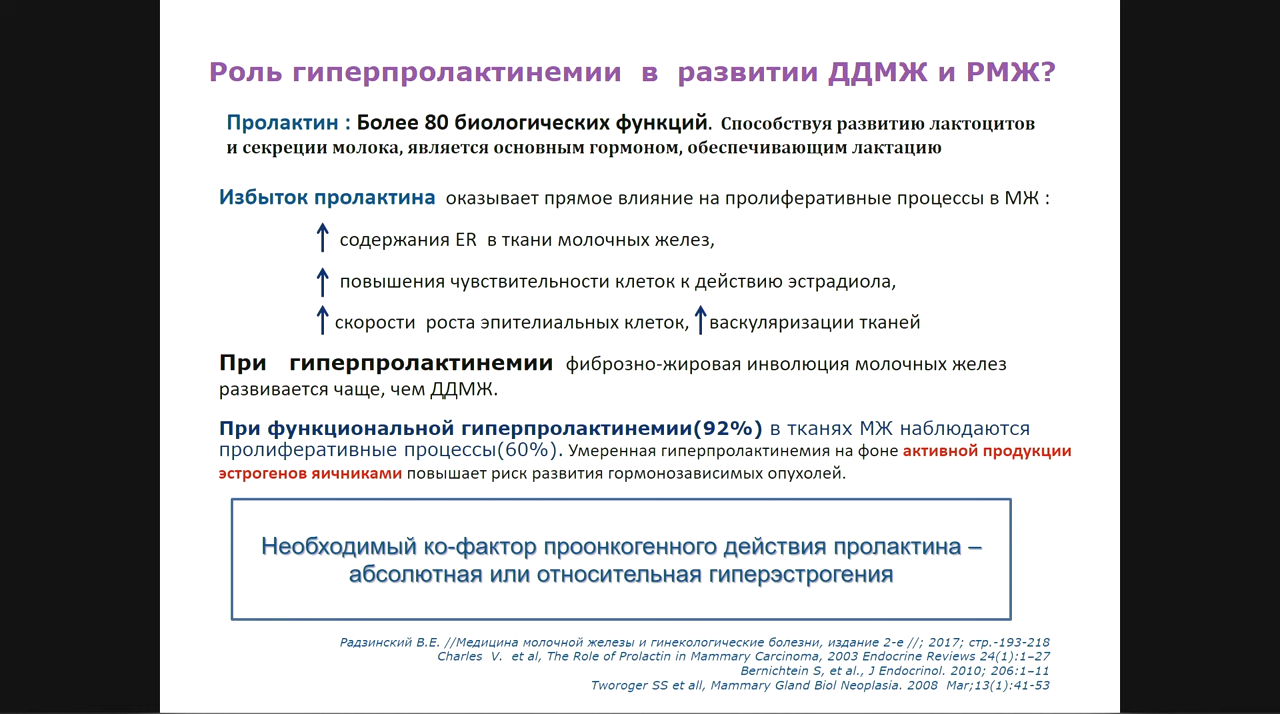 Роль гиперпролактинемии в развитии ДДМЖ и РМЖ?
Пролактин : Более 80 биологических функций. Способствуя развитию лактоцитов
и секреции молока, является основным гормоном, обеспечивающим лактацию
Избыток пролактина оказывает прямое влияние на пролиферативные процессы в МЖ :
↑ содержания ER в ткани молочных желез,
↑ повышения чувствительности клеток к действию эстрадиола,
↑ скорости роста эпителиальных клеток, ↑ васкуляризации тканей
При гиперпролактинемии фиброзно-жировая инволюция молочных желез
развивается чаще, чем ДДМЖ.
При функциональной гиперпролактинемии(92%) в тканях МЖ наблюдаются
пролиферативные процессы(60%). Умеренная гиперпролактинемия на фоне активной продукции
эстрогенов яичниками повышает риск развития гормонозависимых опухолей.
Необходимый ко-фактор проонкогенного действия пролактина –
абсолютная или относительная гиперэстрогения
Радзинский В.Е. //Медицина молочной железы и гинекологические болезни, издание 2-е //; 2017; стр.-193-218
Charles V. et al, The Role of Prolactin in Mammary Carcinoma, 2003 Endocrine Reviews 24(1):1–27
Bernichtein S, et al., J Endocrinol. 2010; 206:1–11
Tworoger SS et all, Mammary Gland Biol Neoplasia. 2008 Mar;13(1):41-53